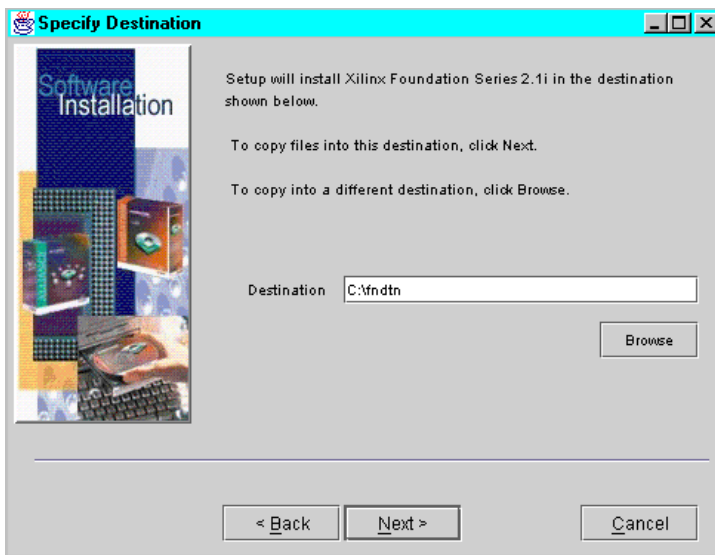 Specify Destination
Software
Installation
Setup will install Xilinx Foundation Series 2.1i in the destination
shown below.
To copy files into this destination, click Next.
To copy into a different destination, click Browse.
Destination C:\fndtn
Browse
< Back Next > Cancel